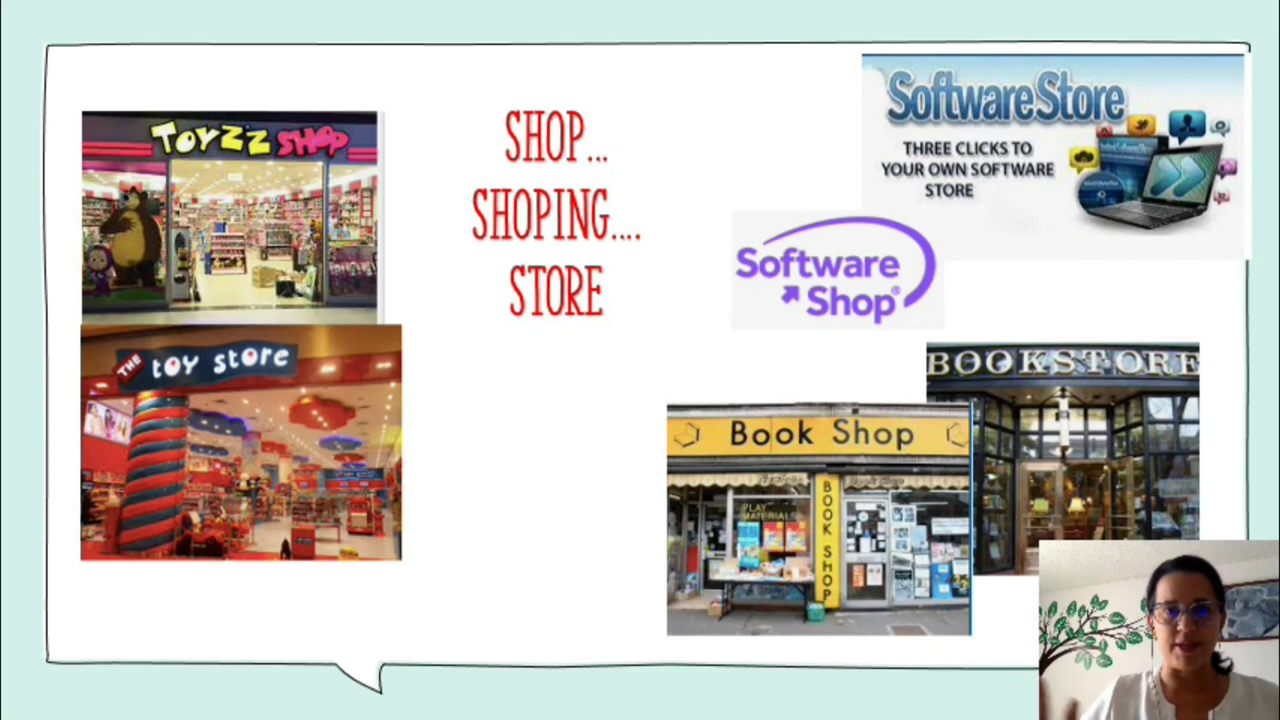 TOYZZ SHOP
THE toy store
SHOP...
SHOPING....
STORE
SoftwareStore
THREE CLICKS TO
YOUR OWN SOFTWARE
STORE
Software
Shop®
BOOKSTORE
Book Shop
BOOK SHOP
PLAY
MATERIALS